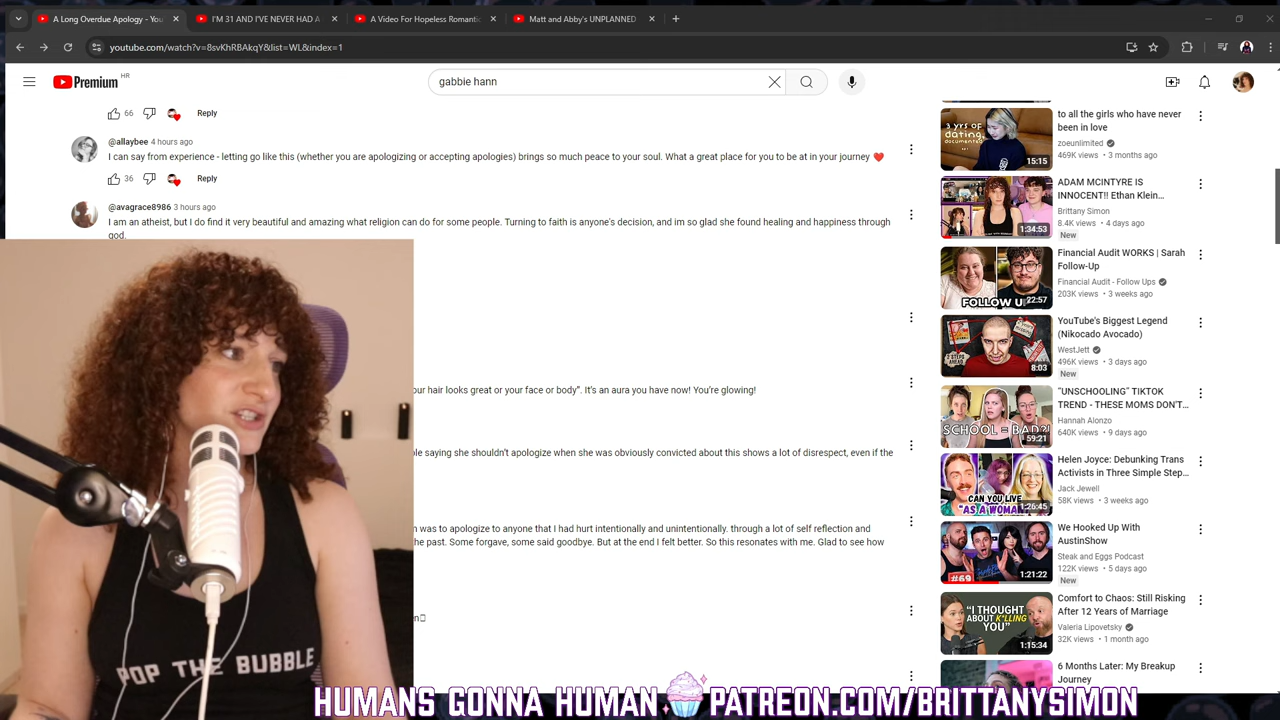 A Long Overdue Apology - You
I'M 31 AND I'VE NEVER HAD A
A Video For Hopeless Romantic
Matt and Abby's UNPLANNED
youtube.com/watch?v=8svKhRBAkqY&list=WL&index=1
Premium HR
gabbie hann
66 Reply
@allaybee 4 hours ago
I can say from experience - letting go like this (whether you are apologizing or accepting apologies) brings so much peace to your soul. What a great place for you to be at in your journey ❤️
36 Reply
@avagrace8986 3 hours ago
I am an atheist, but I do find it very beautiful and amazing what religion can do for some people. Turning to faith is anyone's decision, and im so glad she found healing and happiness through
god.
our hair looks great or your face or body". It's an aura you have now! You're glowing!
le saying she shouldn't apologize when she was obviously convicted about this shows a lot of disrespect, even if the
n was to apologize to anyone that I had hurt intentionally and unintentionally. through a lot of self reflection and
he past. Some forgave, some said goodbye. But at the end I felt better. So this resonates with me. Glad to see how
n
3 YRS OF
DATING
DOCUMENTED
15:15
to all the girls who have never
been in love
zoeunlimited
469K views • 3 months ago
1:34:53
ADAM MCINTYRE IS
INNOCENT!! Ethan Klein...
Brittany Simon
8.4K views • 4 days ago
New
FOLLOW U
22:57
Financial Audit WORKS | Sarah
Follow-Up
Financial Audit - Follow Ups
203K views • 3 weeks ago
8:03
YouTube's Biggest Legend
(Nikocado Avocado)
WestJett
496K views • 3 days ago
New
SCHOOL = BAD?!
59:21
"UNSCHOOLING" TIKTOK
TREND - THESE MOMS DON'T...
Hannah Alonzo
640K views • 9 days ago
CAN YOU LIVE
"AS A WOMAN
1:26:45
Helen Joyce: Debunking Trans
Activists in Three Simple Step...
Jack Jewell
58K views • 3 weeks ago
#69
1:21:22
We Hooked Up With
AustinShow
Steak and Eggs Podcast
122K views • 5 days ago
New
"I THOUGHT
ABOUT K*LLING
YOU"
1:15:34
Comfort to Chaos: Still Risking
After 12 Years of Marriage
Valeria Lipovetsky
32K views • 1 month ago
6 Months Later: My Breakup
Journey
POP THE BUBBLE
HUMANS GONNA HUMAN PATREON.COM/BRITTANYSIMON